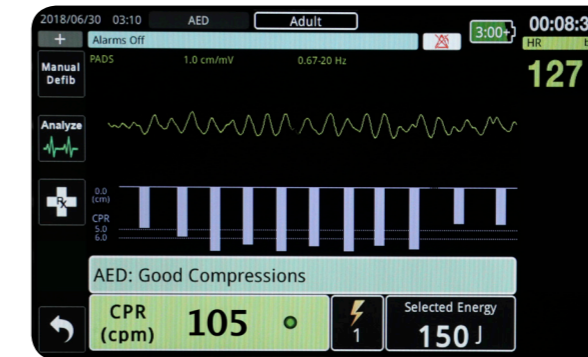 2018/06/30 03:10 AED Adult
3:00+ 00:08:3
Alarms Off
HR
127
PADS 1.0 cm/mV 0.67-20 Hz
Manual
Defib
Analyze
Rx
0.0
(cm)
CPR
5.0
6.0
AED: Good Compressions
CPR
(cpm)
105
1
Selected Energy
150 J